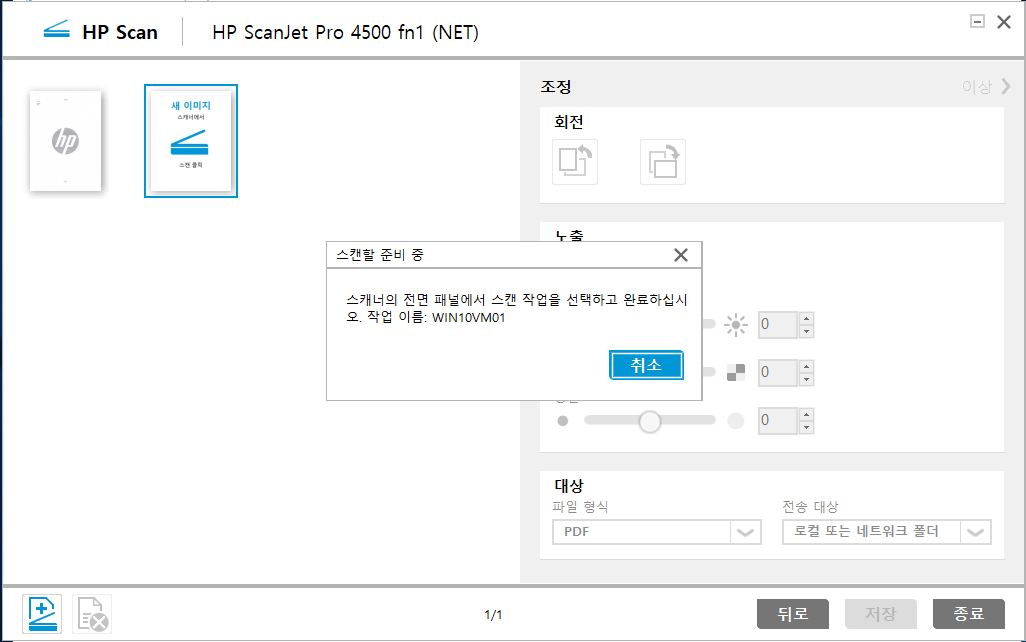 HP Scan
HP ScanJet Pro 4500 fn1 (NET)
hp
새 이미지
스캐너에서
스캔 클릭
조정
이상
회전
노출
스캔할 준비 중
스캐너의 전면 패널에서 스캔 작업을 선택하고 완료하십시
오. 작업 이름: WIN10VM01
취소
0
0
0
대상
파일 형식
전송 대상
PDF
로컬 또는 네트워크 폴더
1/1
뒤로
저장
종료